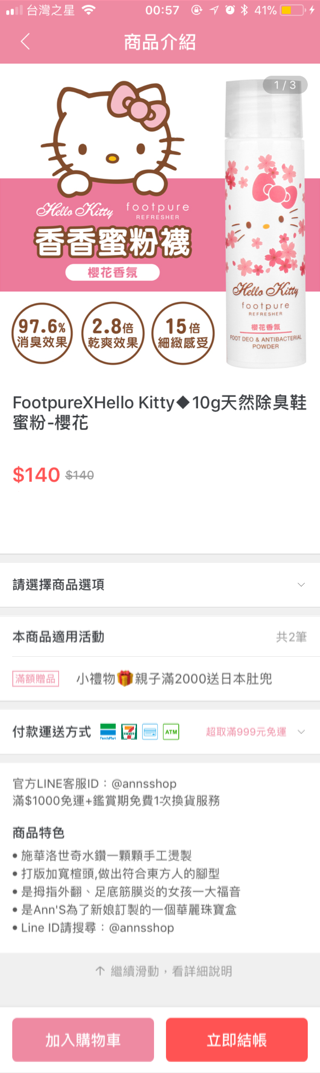 台灣之星
00:57
41%
商品介紹
1 / 3
Hello Kitty
footpure
REFRESHER
香香蜜粉襪
櫻花香氛
97.6%
消臭效果
2.8倍
乾爽效果
15倍
細緻感受
Hello Kitty
footpure
REFRESHER
櫻花香氛
FOOT DEO & ANTIBACTERIAL
POWDER
FootpureXHello Kitty◆10g天然除臭鞋
蜜粉-櫻花
$140 $140
請選擇商品選項
本商品適用活動
共2筆
滿額贈品
小禮物🎁親子滿2000送日本肚兜
付款運送方式
FamilyMart
ATM
超取滿999元免運
官方LINE客服ID：@annsshop
滿$1000免運+鑑賞期免費1次換貨服務
商品特色
• 施華洛世奇水鑽一顆顆手工燙製
• 打版加寬楦頭,做出符合東方人的腳型
• 是拇指外翻、足底筋膜炎的女孩一大福音
• 是Ann'S為了新娘訂製的一個華麗珠寶盒
• Line ID請搜尋：@annsshop
↑ 繼續滑動，看詳細說明
加入購物車
立即結帳